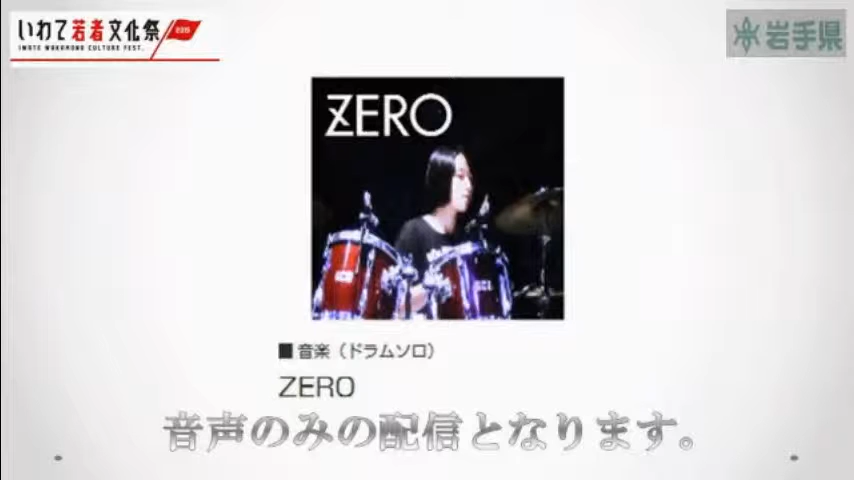 いわて若者文化祭
IWATE WAKAMONO CULTURE FEST.
岩手県
ZERO
■ 音楽（ドラムソロ）
ZERO
音声のみの配信となります。